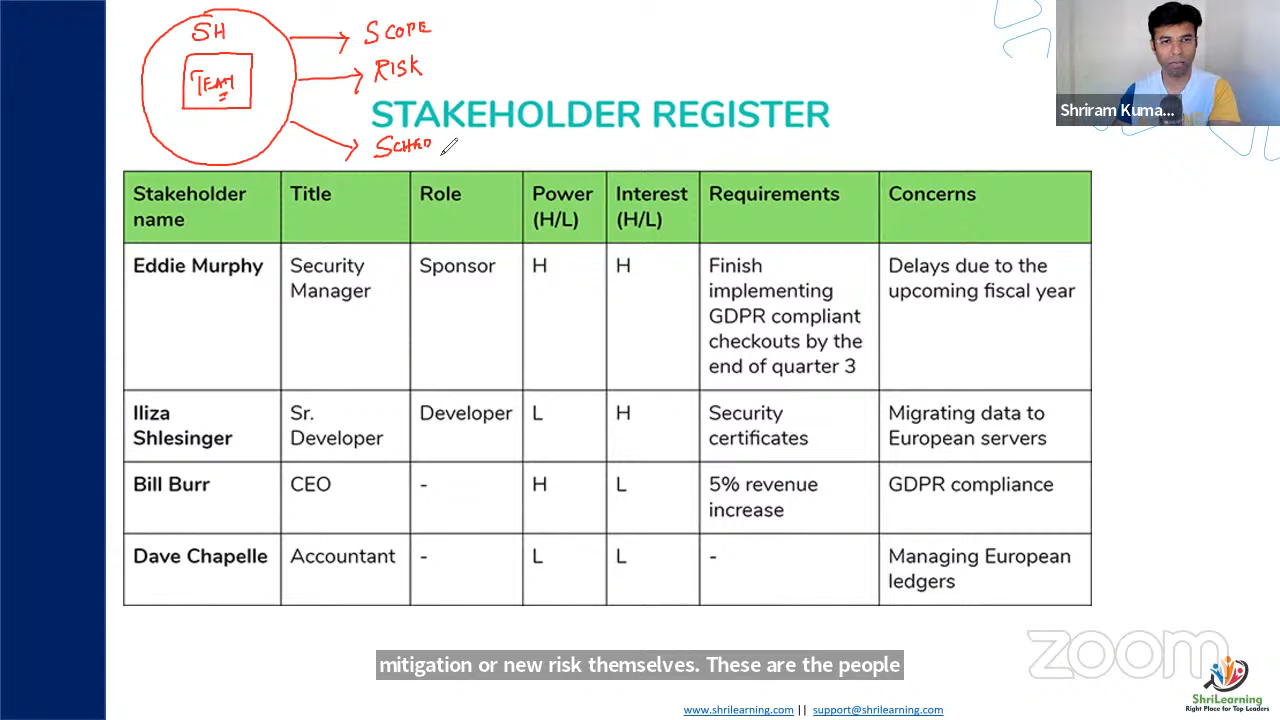 SH
TEAM
SCOPE
RISK
SCHED
Shriram Kuma...
STAKEHOLDER REGISTER
Stakeholder name
Title
Role
Power (H/L)
Interest (H/L)
Requirements
Concerns
Eddie Murphy
Security Manager
Sponsor
H
H
Finish implementing GDPR compliant checkouts by the end of quarter 3
Delays due to the upcoming fiscal year
Iliza Shlesinger
Sr. Developer
Developer
L
H
Security certificates
Migrating data to European servers
Bill Burr
CEO
-
H
L
5% revenue increase
GDPR compliance
Dave Chapelle
Accountant
-
L
L
-
Managing European ledgers
mitigation or new risk themselves. These are the people
zoom
ShriLearning
Right Place for Top Leaders
www.shrilearning.com || support@shrilearning.com